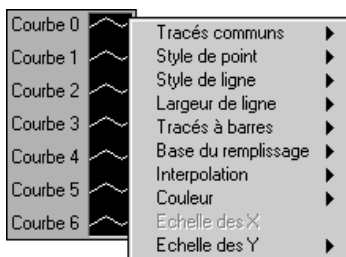 Courbe 0
Courbe 1
Courbe 2
Courbe 3
Courbe 4
Courbe 5
Courbe 6
Tracés communs
Style de point
Style de ligne
Largeur de ligne
Tracés à barres
Base du remplissage
Interpolation
Couleur
Echelle des X
Echelle des Y